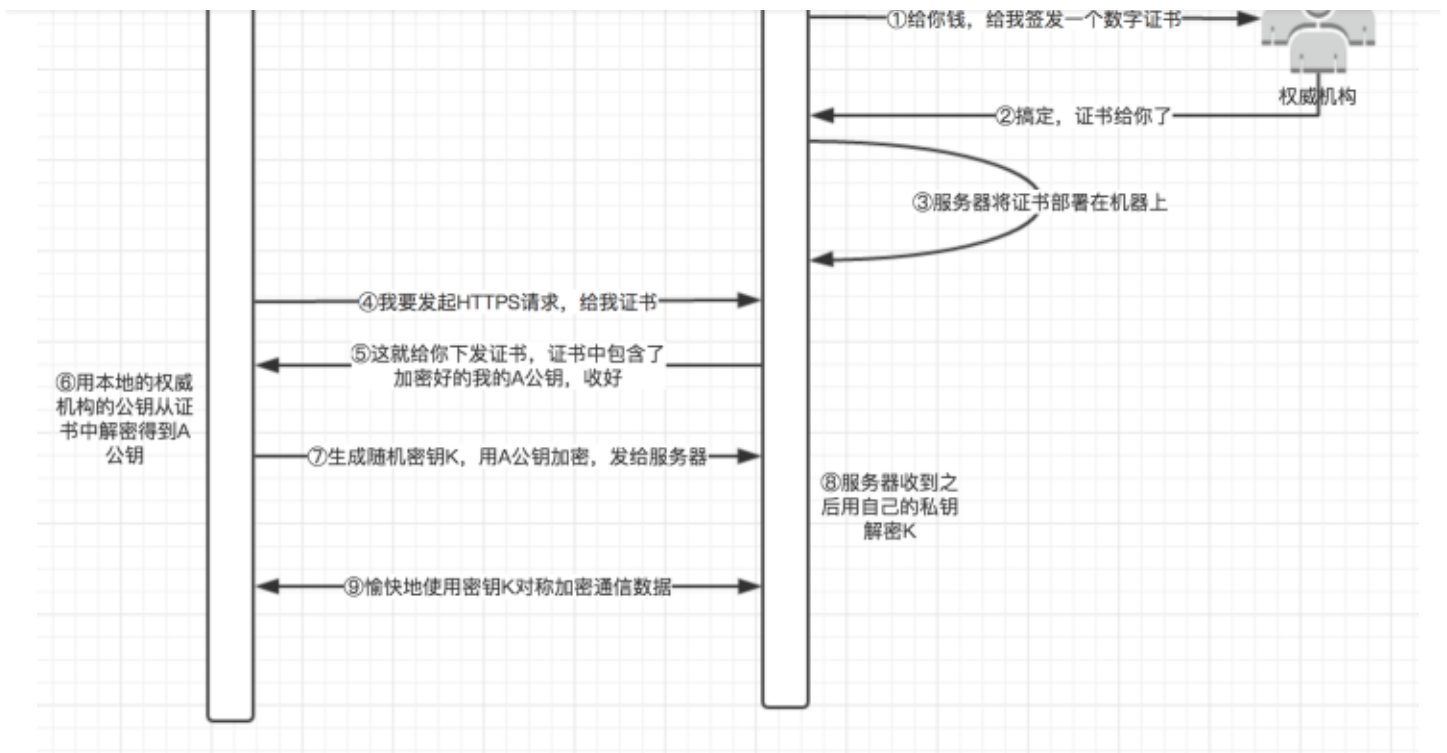 ①给你钱，给我签发一个数字证书
权威机构
②搞定，证书给你了
③服务器将证书部署在机器上
④我要发起HTTPS请求，给我证书
⑤这就给你下发证书，证书中包含了
加密好的我的A公钥，收好
⑥用本地的权威
机构的公钥从证
书中解密得到A
公钥
⑦生成随机密钥K，用A公钥加密，发给服务器
⑧服务器收到之
后用自己的私钥
解密K
⑨愉快地使用密钥K对称加密通信数据